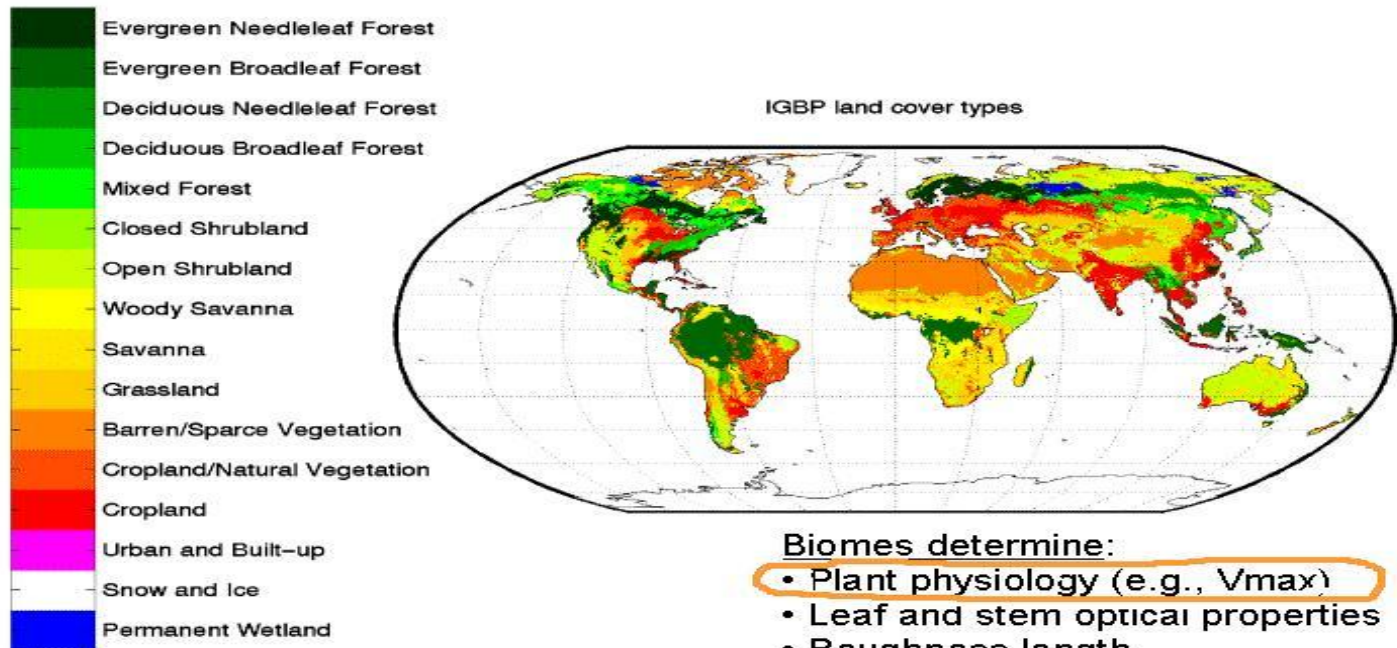 Evergreen Needleleaf Forest
Evergreen Broadleaf Forest
Deciduous Needleleaf Forest
Deciduous Broadleaf Forest
Mixed Forest
Closed Shrubland
Open Shrubland
Woody Savanna
Savanna
Grassland
Barren/Sparce Vegetation
Cropland/Natural Vegetation
Cropland
Urban and Built-up
Snow and Ice
Permanent Wetland
IGBP land cover types
Biomes determine:
• Plant physiology (e.g., Vmax)
• Leaf and stem optical properties
• Roughness length